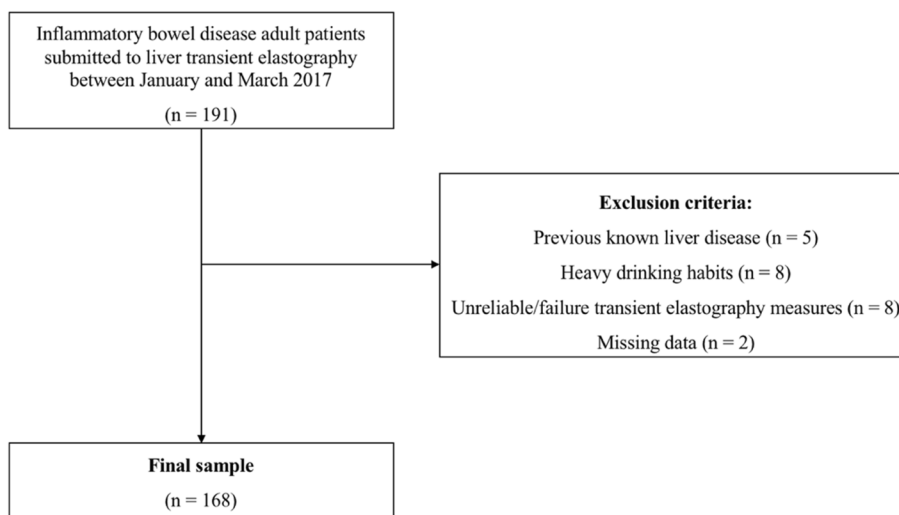 Inflammatory bowel disease adult patients
submitted to liver transient elastography
between January and March 2017
(n = 191)
Exclusion criteria:
Previous known liver disease (n = 5)
Heavy drinking habits (n = 8)
Unreliable/failure transient elastography measures (n = 8)
Missing data (n = 2)
Final sample
(n = 168)